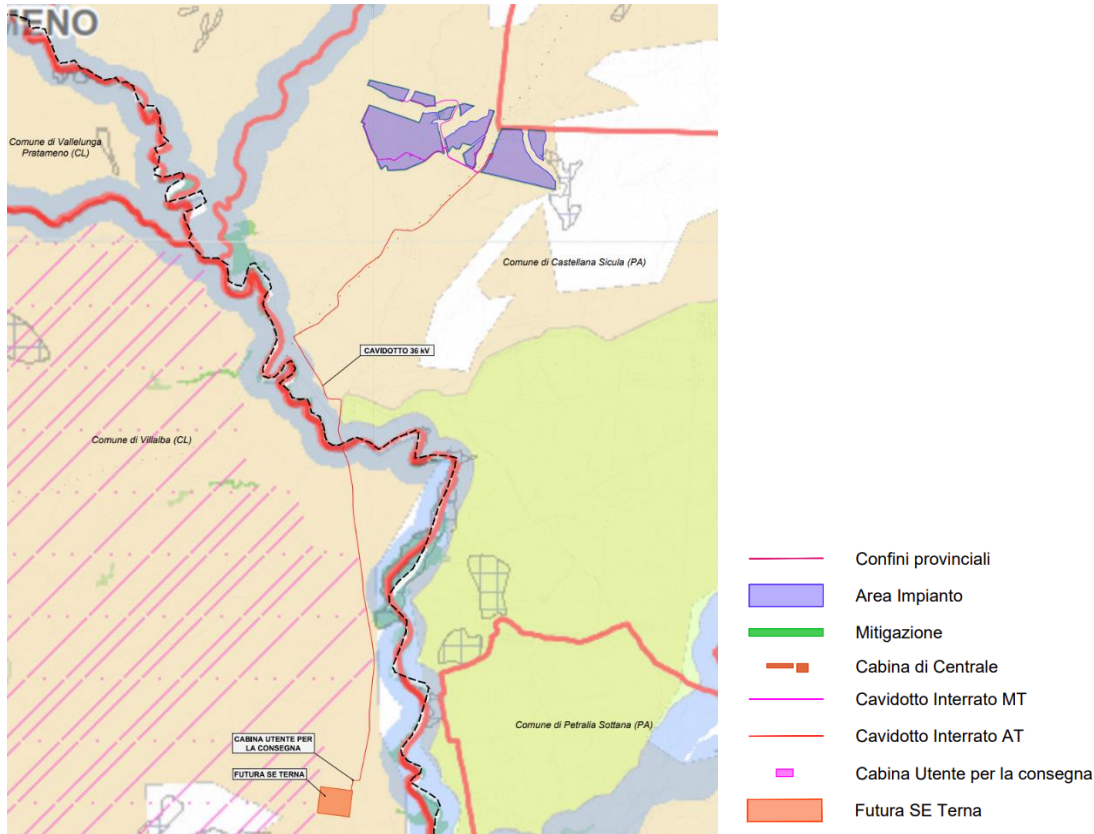 MENO
Comune di Vallelunga
Pratameno (CL)
Comune di Castellana Sicula (PA)
CAVIDOTTO 36 kV
Comune di Villalba (CL)
Comune di Petralia Sottana (PA)
CABINA UTENTE PER
LA CONSEGNA
FUTURA SE TERNA
Confini provinciali
Area Impianto
Mitigazione
Cabina di Centrale
Cavidotto Interrato MT
Cavidotto Interrato AT
Cabina Utente per la consegna
Futura SE Terna